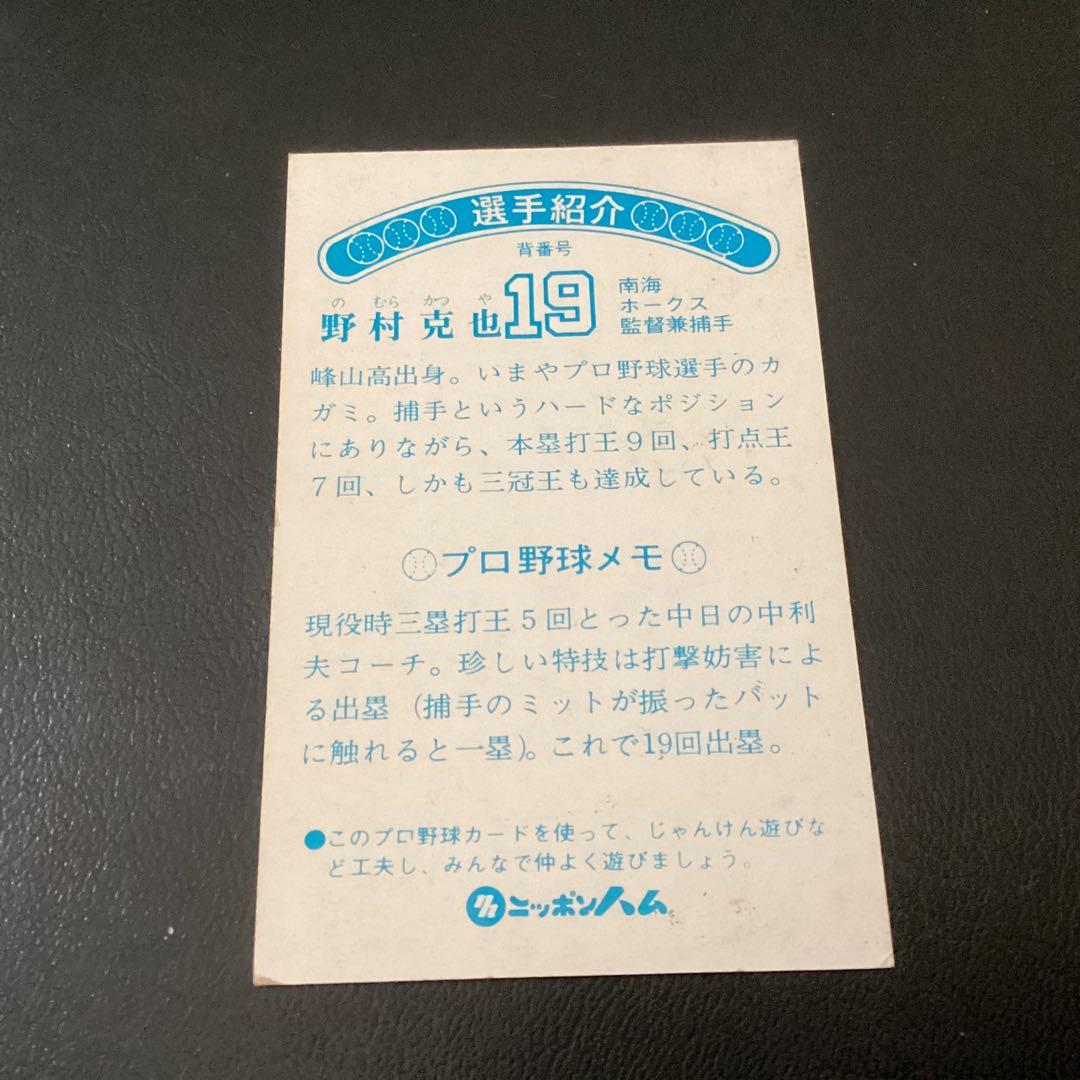 選手紹介
背番号
の むら かつ や
野村克也
19
南海
ホークス
監督兼捕手
峰山高出身。いまやプロ野球選手のカ
ガミ。捕手というハードなポジション
にありながら、本塁打王9回、打点王
7回、しかも三冠王も達成している。
プロ野球メモ
現役時三塁打王5回とった中日の中利
夫コーチ。珍しい特技は打撃妨害によ
る出塁(捕手のミットが振ったバット
に触れると一塁)。これで19回出塁。
●このプロ野球カードを使って、じゃんけん遊びな
ど工夫し、みんなで仲よく遊びましょう。
ニッポンハム